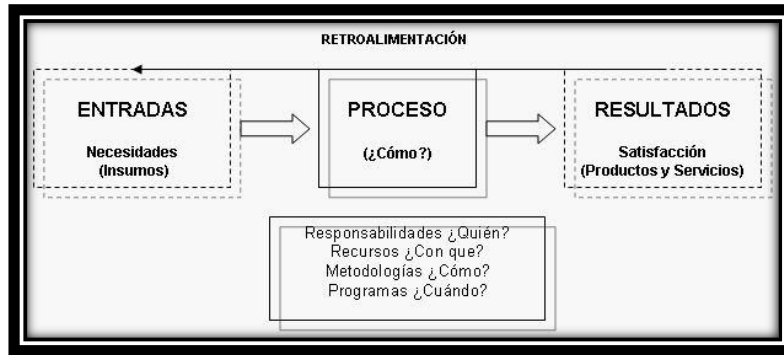 RETROALIMENTACIÓN
ENTRADAS
Necesidades
(Insumos)
PROCESO
(¿Cómo?)
RESULTADOS
Satisfacción
(Productos y Servicios)
Responsabilidades ¿Quién?
Recursos ¿Con que?
Metodologías ¿Cómo?
Programas ¿Cuándo?